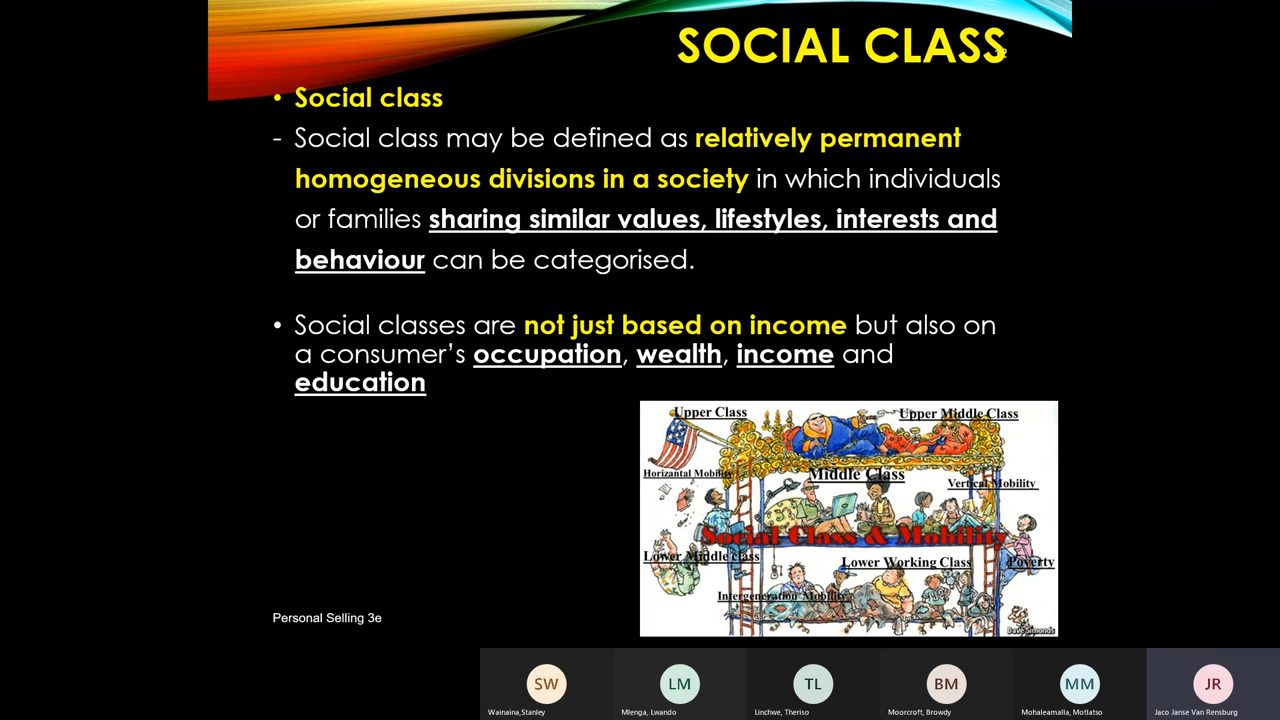 SOCIAL CLASS
• Social class
- Social class may be defined as relatively permanent
homogeneous divisions in a society in which individuals
or families sharing similar values, lifestyles, interests and
behaviour can be categorised.
• Social classes are not just based on income but also on
a consumer’s occupation, wealth, income and
education
Upper Class
Upper Middle Class
Horizantal Mobility
Middle Class
Vertical Mobility
Social Class & Mobility
Lower Middle class
Lower Working Class
Poverty
Intergeneration Mobility
Dave Simonds
Personal Selling 3e
SW
LM
TL
BM
MM
JR
Wainaina,Stanley
Mlenga, Lwando
Linchwe, Theriso
Moorcroft, Browdy
Mohaleamalla, Motlatso
Jaco Janse Van Rensburg